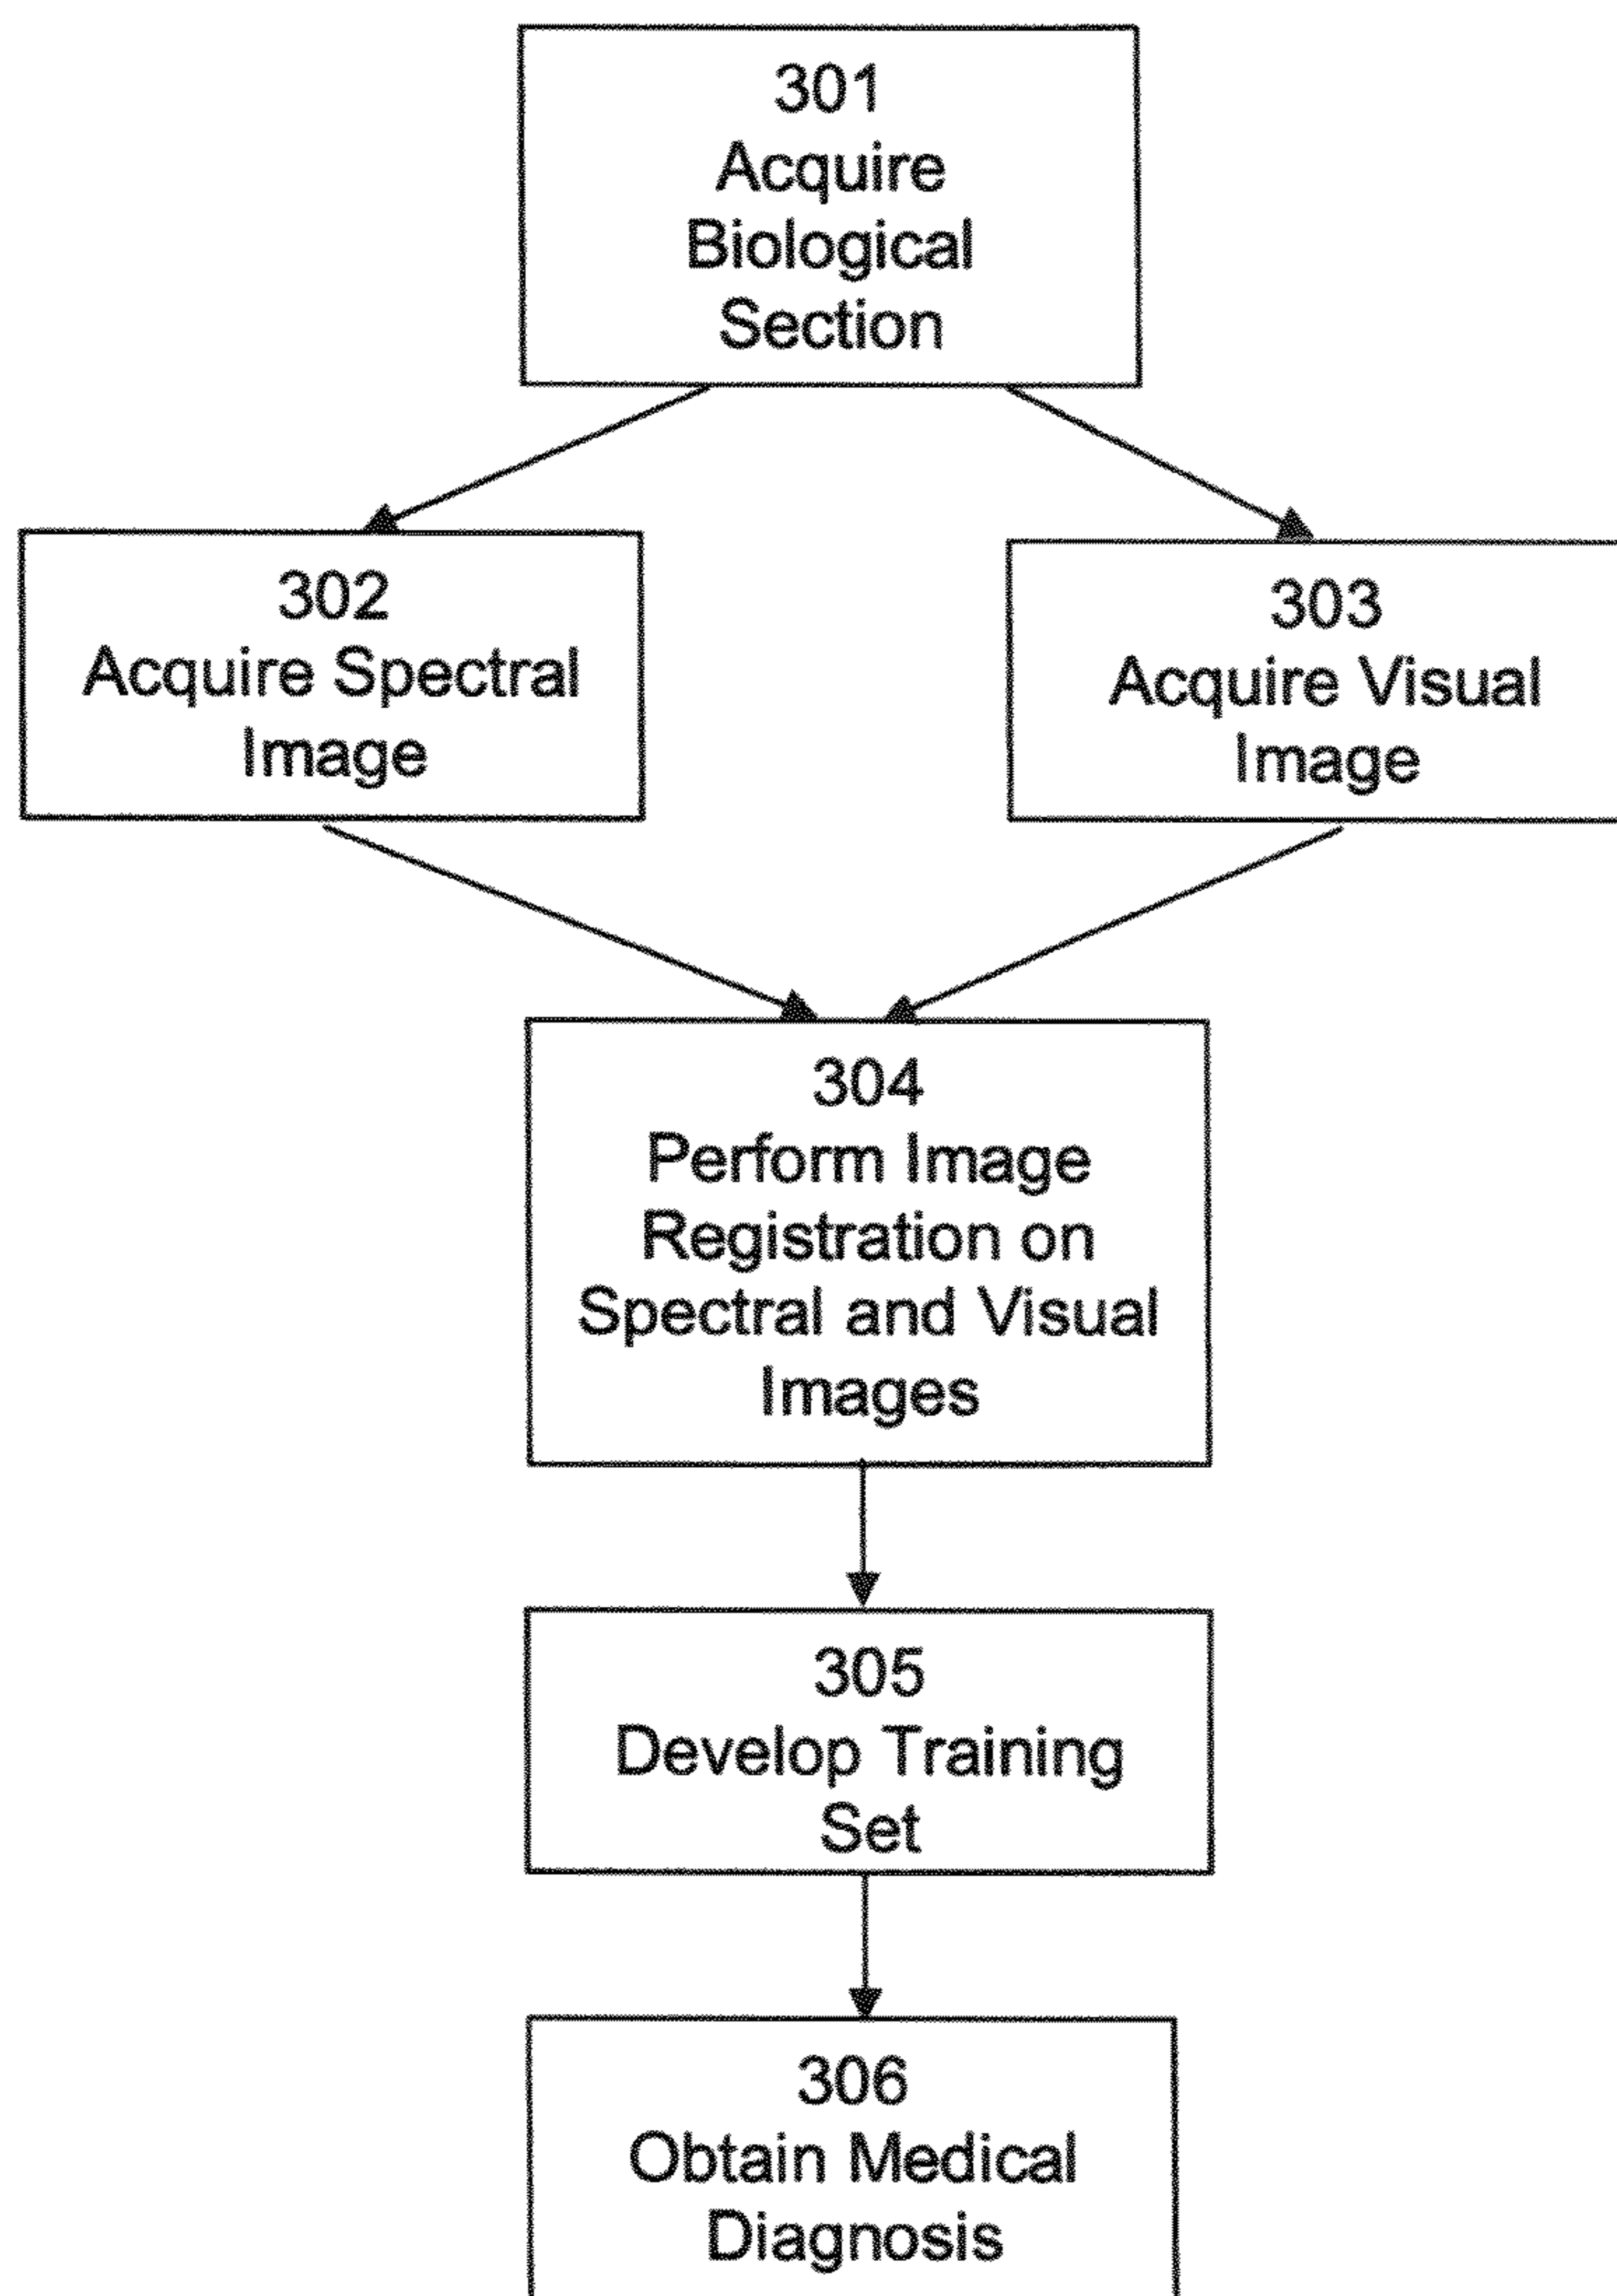 301
Acquire
Biological
Section
302
Acquire Spectral
Image
303
Acquire Visual
Image
304
Perform Image
Registration on
Spectral and Visual
Images
305
Develop Training
Set
306
Obtain Medical
Diagnosis